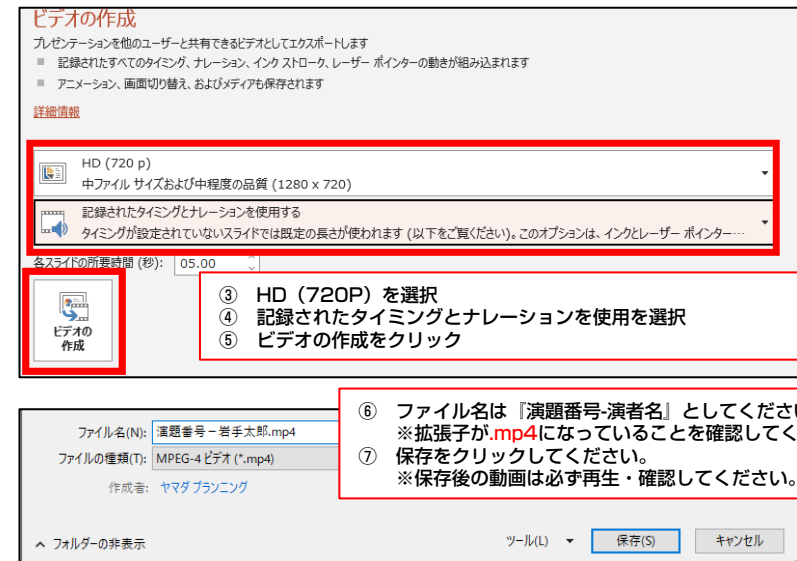 ビデオの作成
プレゼンテーションを他のユーザーと共有できるビデオとしてエクスポートします
■ 記録されたすべてのタイミング、ナレーション、インク ストローク、レーザー ポインターの動きが組み込まれます
■ アニメーション、画面切り替え、およびメディアも保存されます
詳細情報
HD (720 p)
中ファイル サイズおよび中程度の品質 (1280 x 720)
記録されたタイミングとナレーションを使用する
タイミングが設定されていないスライドでは既定の長さが使われます (以下をご覧ください)。このオプションは、インクとレーザー ポインター…
各スライドの所要時間 (秒): 05.00
ビデオの
作成
③ HD（720P）を選択
④ 記録されたタイミングとナレーションを使用を選択
⑤ ビデオの作成をクリック
⑥ ファイル名は『演題番号-演者名』としてくださ
※拡張子が.mp4になっていることを確認してく
⑦ 保存をクリックしてください。
※保存後の動画は必ず再生・確認してください。
ファイル名(N): 演題番号－岩手太郎.mp4
ファイルの種類(T): MPEG-4 ビデオ (*.mp4)
作成者: ヤマダ プランニング
フォルダーの非表示
ツール(L) 保存(S) キャンセル